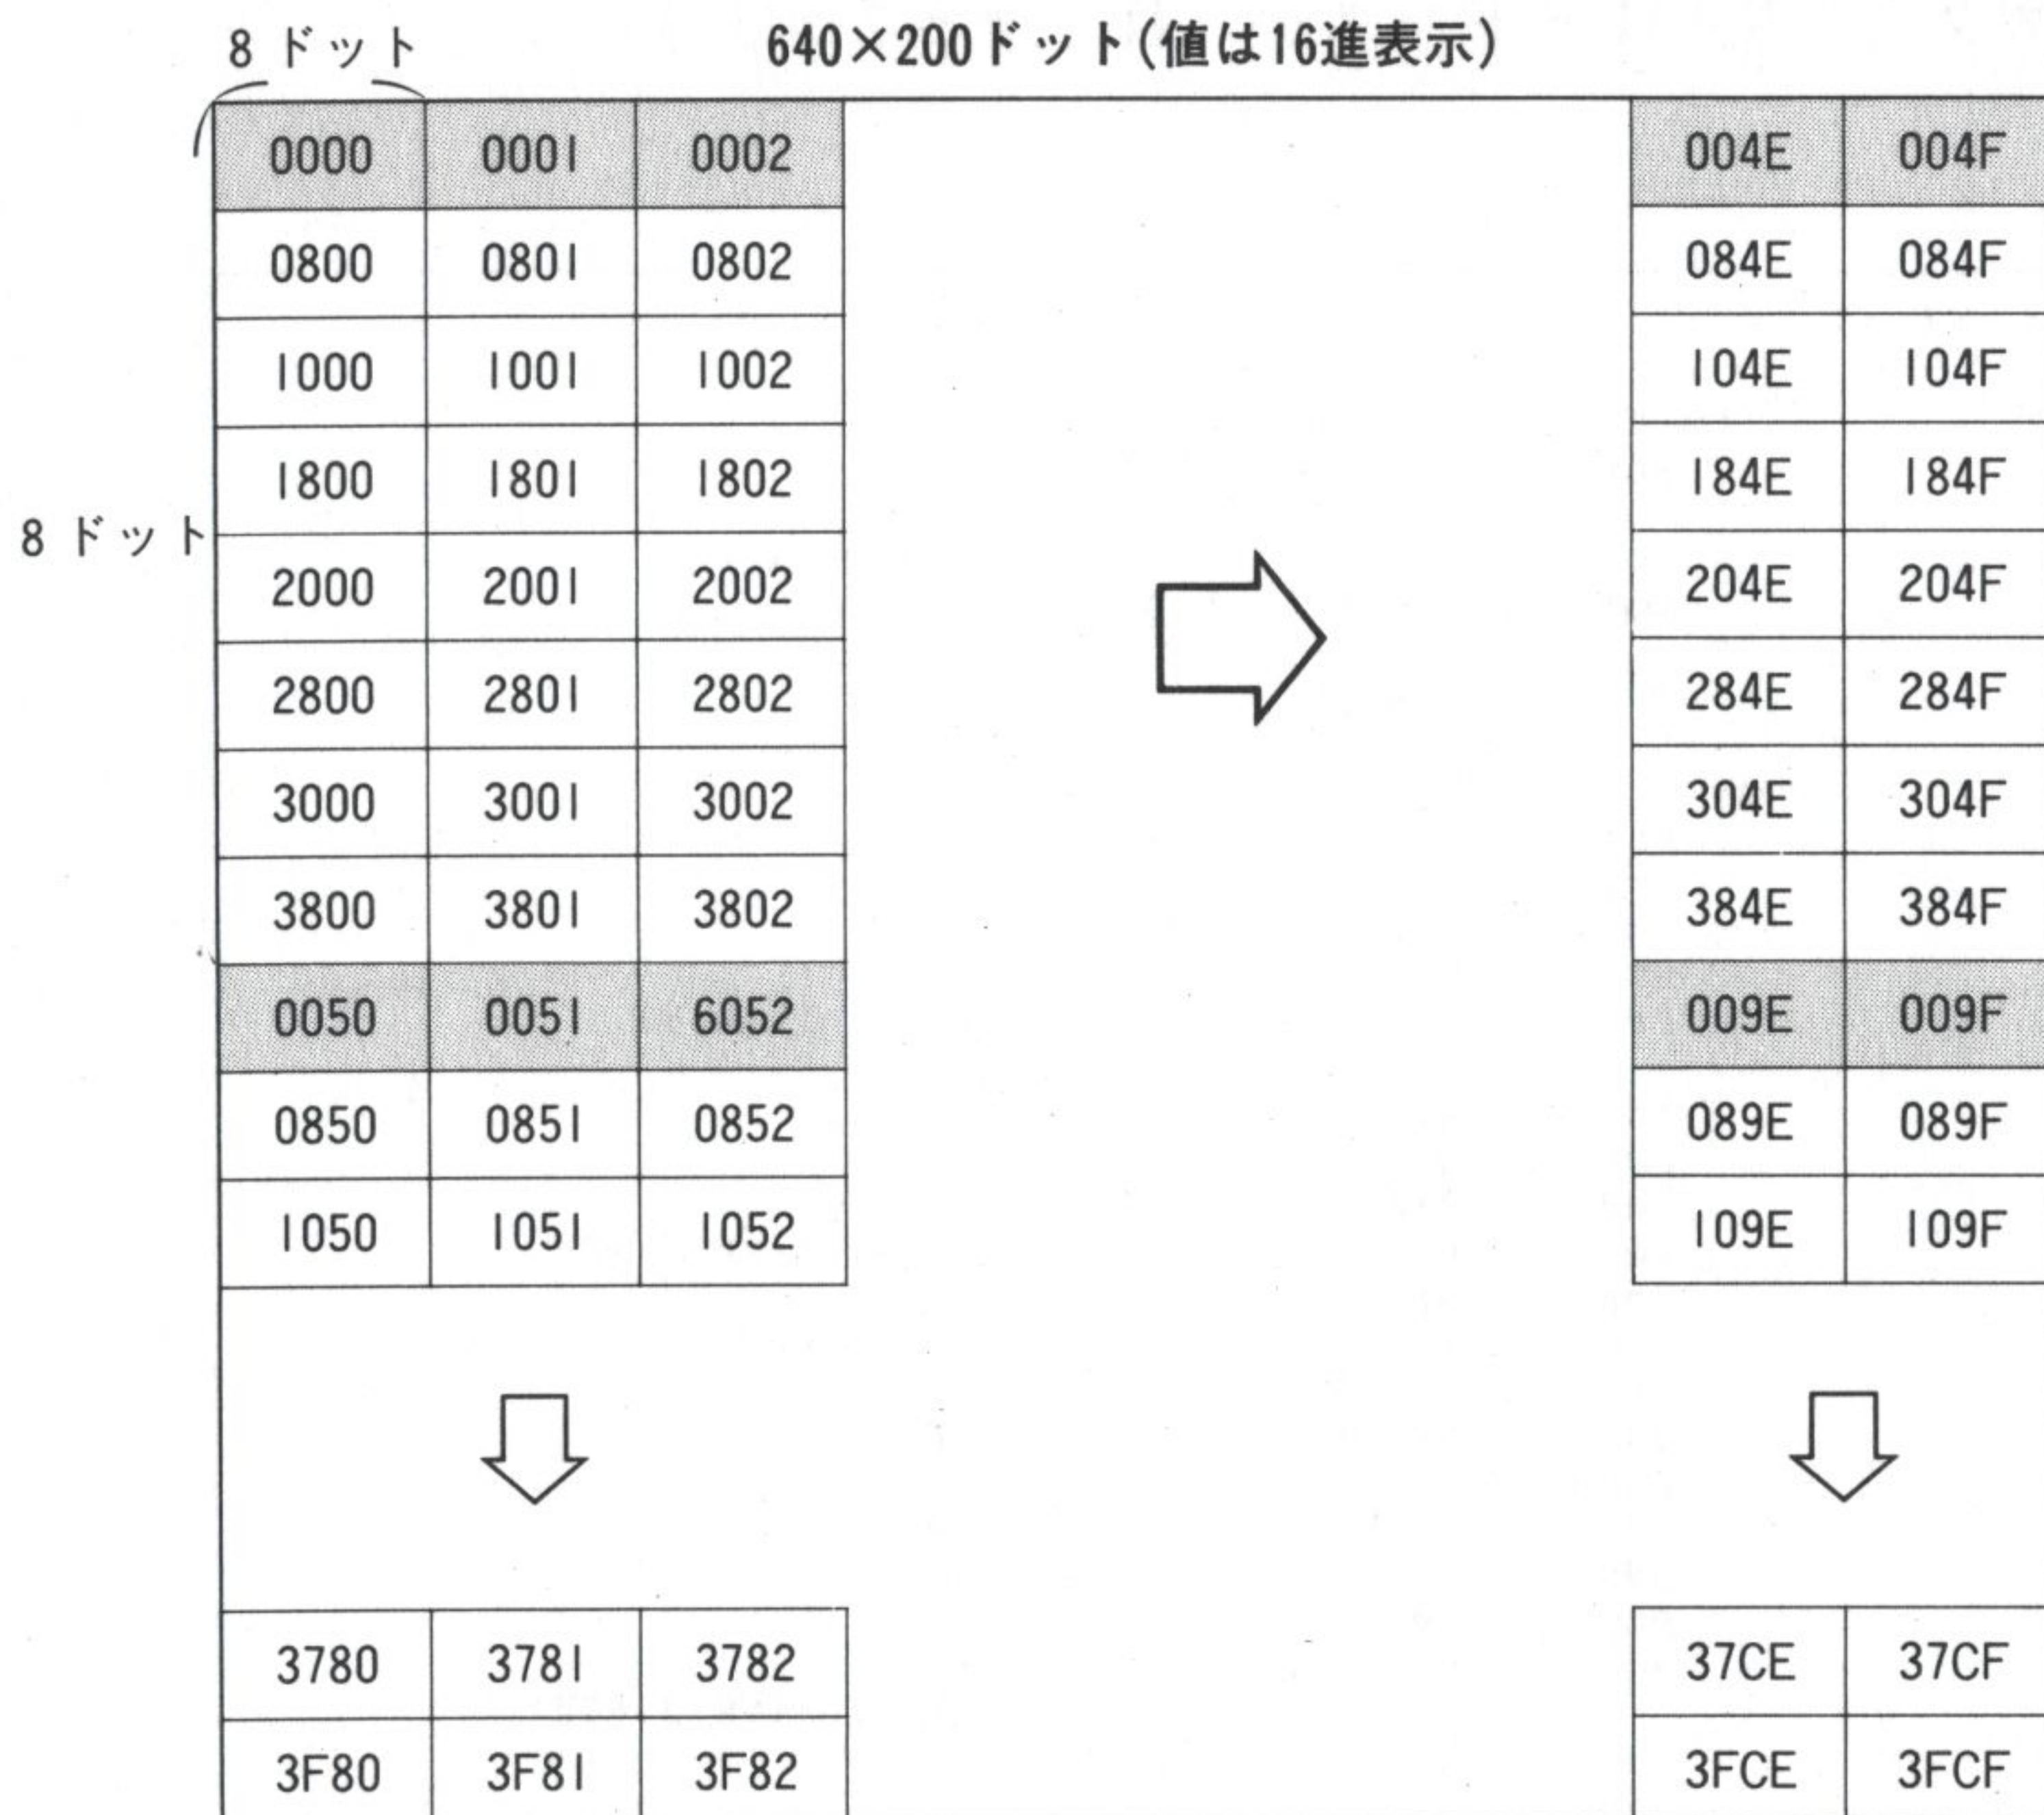 8 ドット 640×200ドット(値は16進表示)
0000 0001 0002 004E 004F
0800 0801 0802 084E 084F
1000 1001 1002 104E 104F
1800 1801 1802 184E 184F
8 ドット
2000 2001 2002 204E 204F
2800 2801 2802 284E 284F
3000 3001 3002 304E 304F
3800 3801 3802 384E 384F
0050 0051 6052 009E 009F
0850 0851 0852 089E 089F
1050 1051 1052 109E 109F
3780 3781 3782 37CE 37CF
3F80 3F81 3F82 3FCE 3FCF